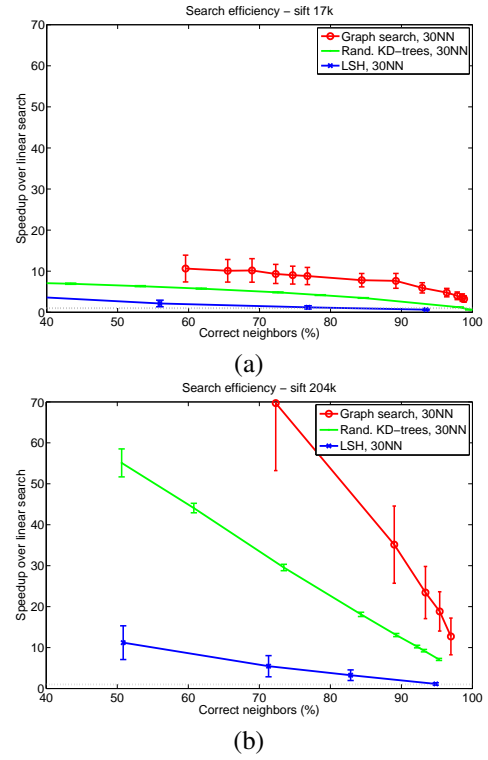 Search efficiency – sift 17k
70
60
50
40
30
20
10
0
Speedup over linear search
Graph search, 30NN
Rand. KD–trees, 30NN
LSH, 30NN
40 50 60 70 80 90 100
Correct neighbors (%)
(a)
Search efficiency – sift 204k
70
60
50
40
30
20
10
0
Speedup over linear search
Graph search, 30NN
Rand. KD–trees, 30NN
LSH, 30NN
40 50 60 70 80 90 100
Correct neighbors (%)
(b)